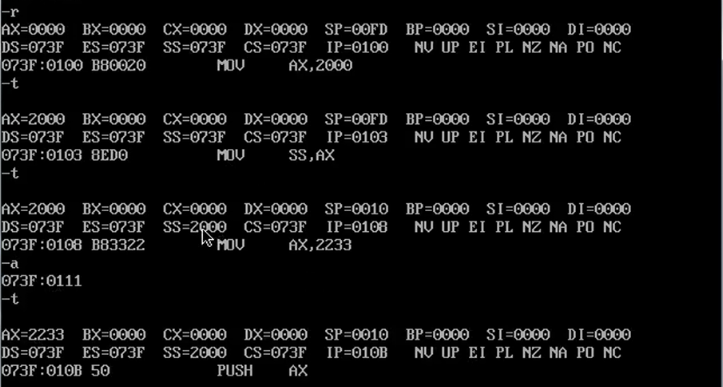 -r
AX=0000  BX=0000  CX=0000  DX=0000  SP=00FD  BP=0000  SI=0000  DI=0000
DS=073F  ES=073F  SS=073F  CS=073F  IP=0100   NV UP EI PL NZ NA PO NC
073F:0100 B80020        MOV     AX,2000
-t
AX=2000  BX=0000  CX=0000  DX=0000  SP=00FD  BP=0000  SI=0000  DI=0000
DS=073F  ES=073F  SS=073F  CS=073F  IP=0103   NV UP EI PL NZ NA PO NC
073F:0103 8ED0          MOV     SS,AX
-t
AX=2000  BX=0000  CX=0000  DX=0000  SP=0010  BP=0000  SI=0000  DI=0000
DS=073F  ES=073F  SS=2000  CS=073F  IP=0108   NV UP EI PL NZ NA PO NC
073F:0108 B83322        MOV     AX,2233
-a
073F:0111
-t
AX=2233  BX=0000  CX=0000  DX=0000  SP=0010  BP=0000  SI=0000  DI=0000
DS=073F  ES=073F  SS=2000  CS=073F  IP=010B   NV UP EI PL NZ NA PO NC
073F:010B 50            PUSH    AX